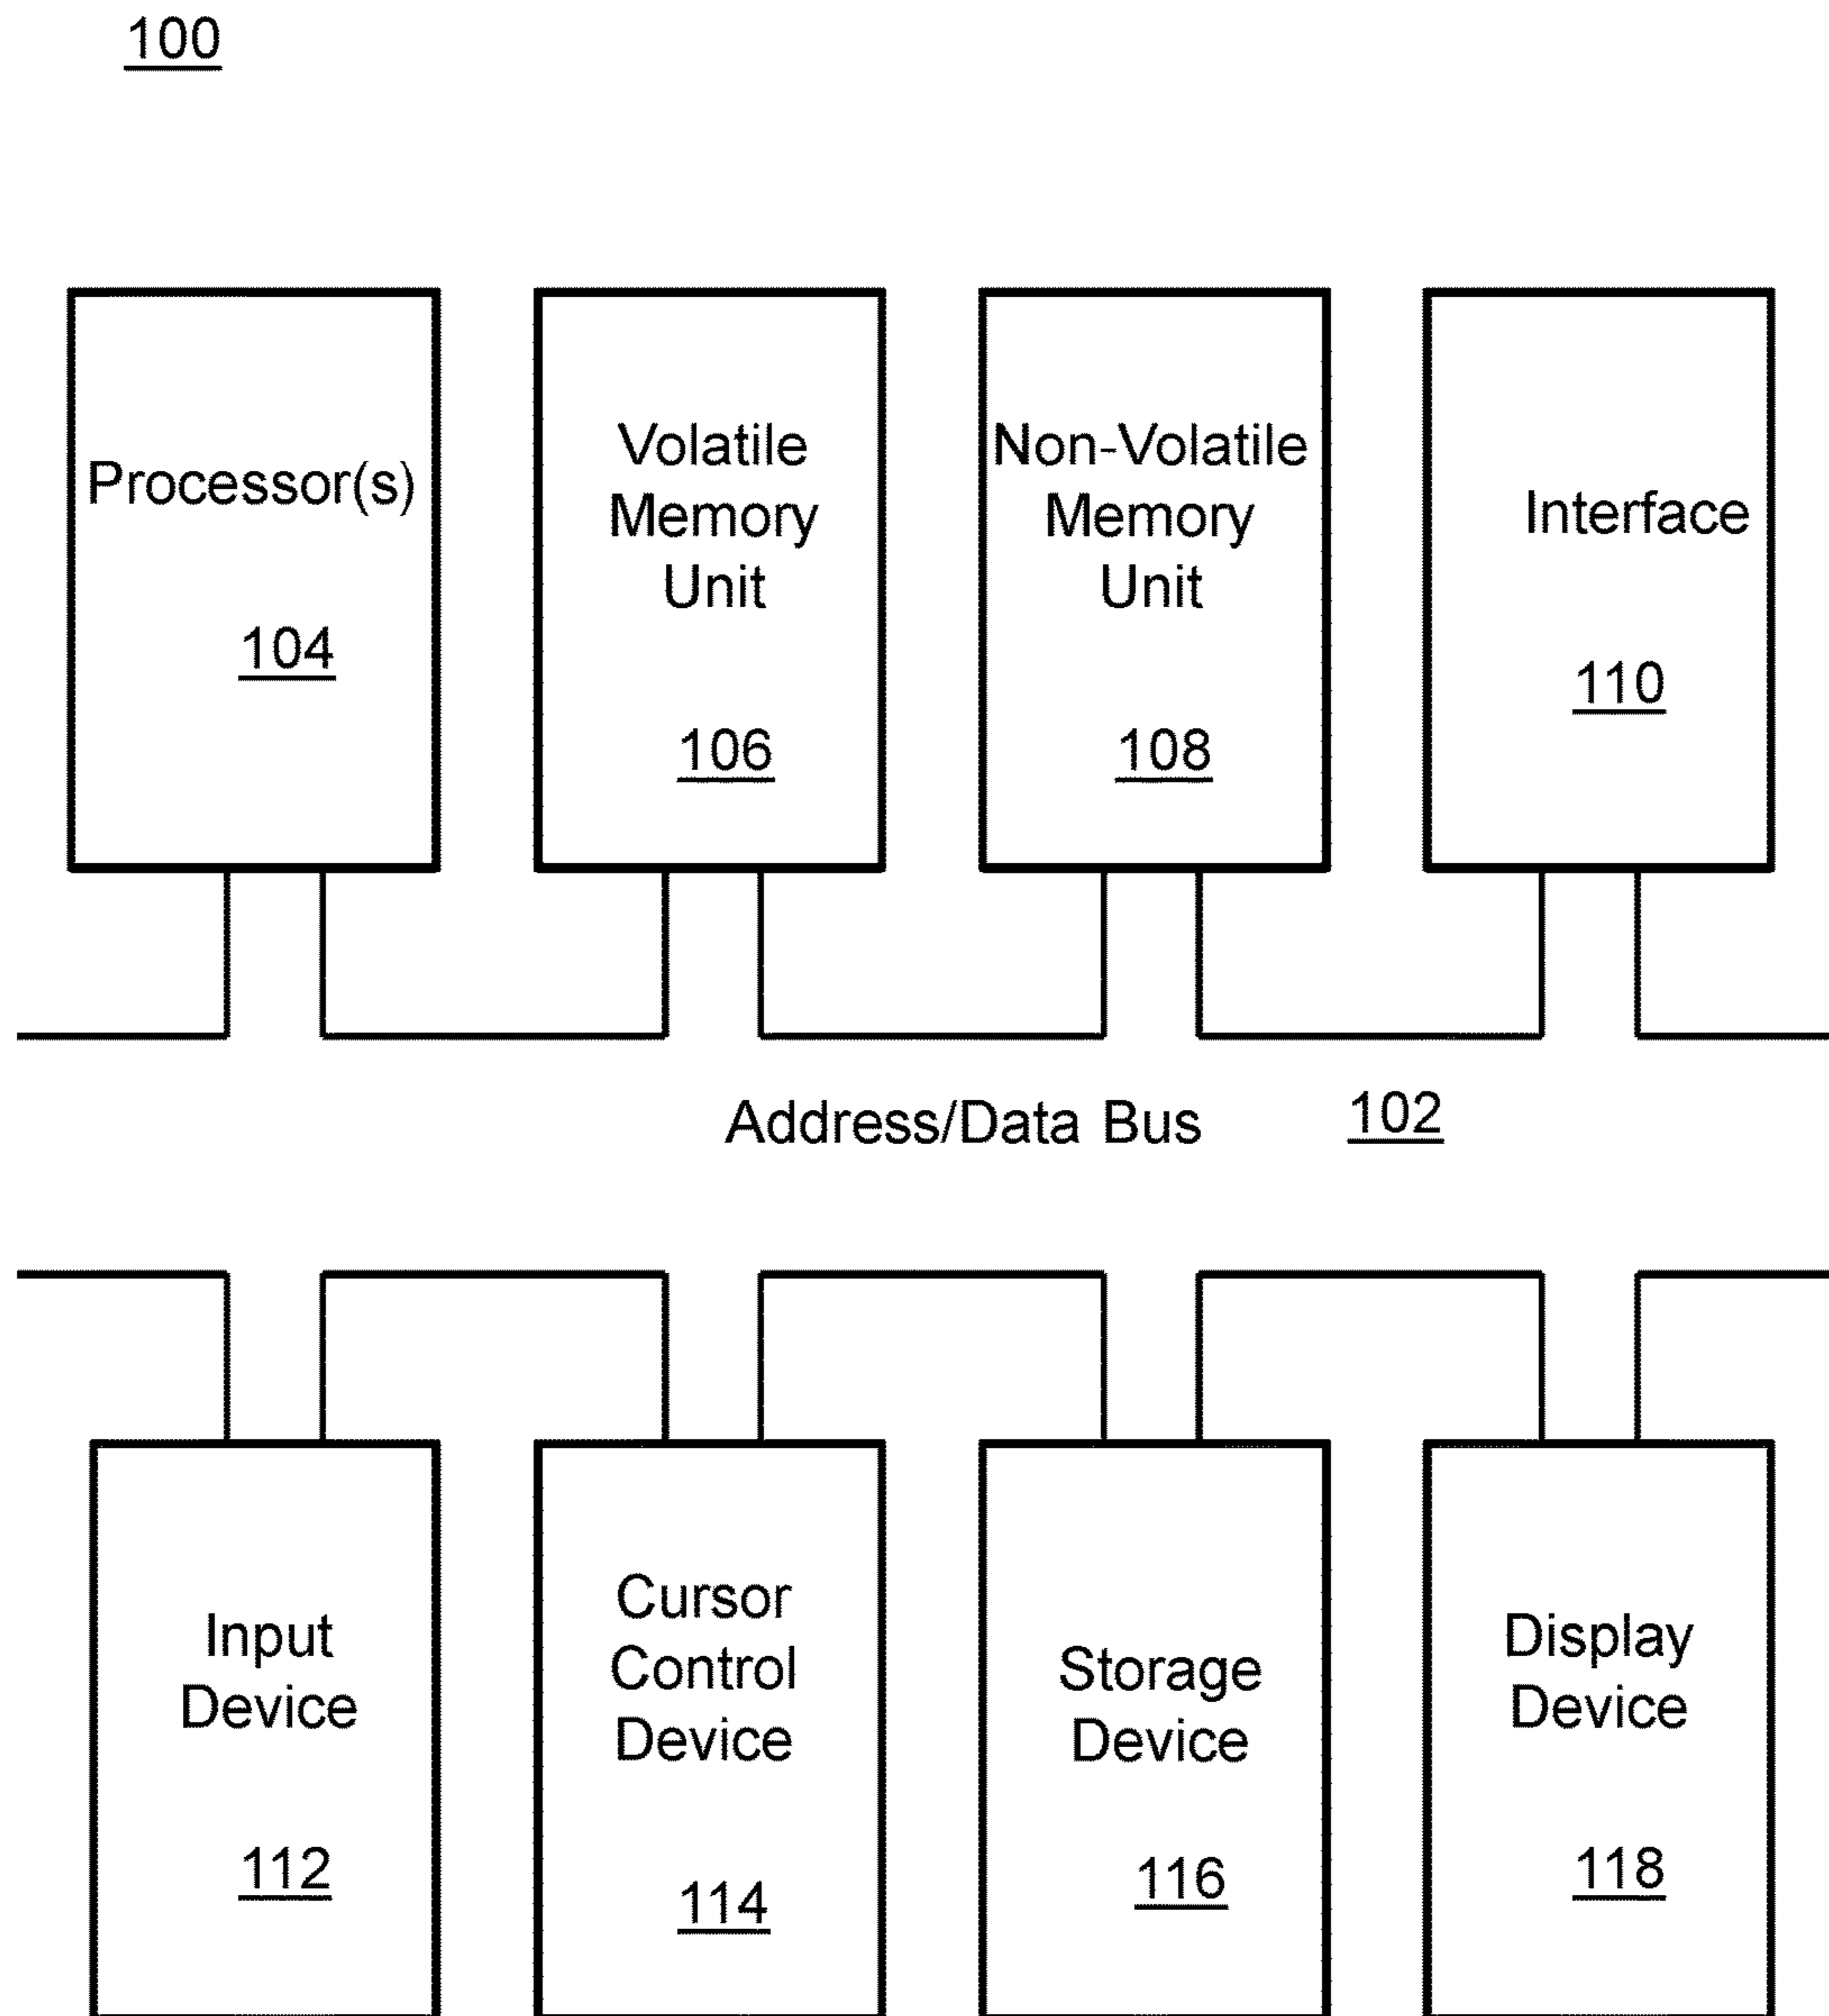 100
Processor(s)
104
Volatile
Memory
Unit
106
Non-Volatile
Memory
Unit
108
Interface
110
Address/Data Bus 102
Input
Device
112
Cursor
Control
Device
114
Storage
Device
116
Display
Device
118